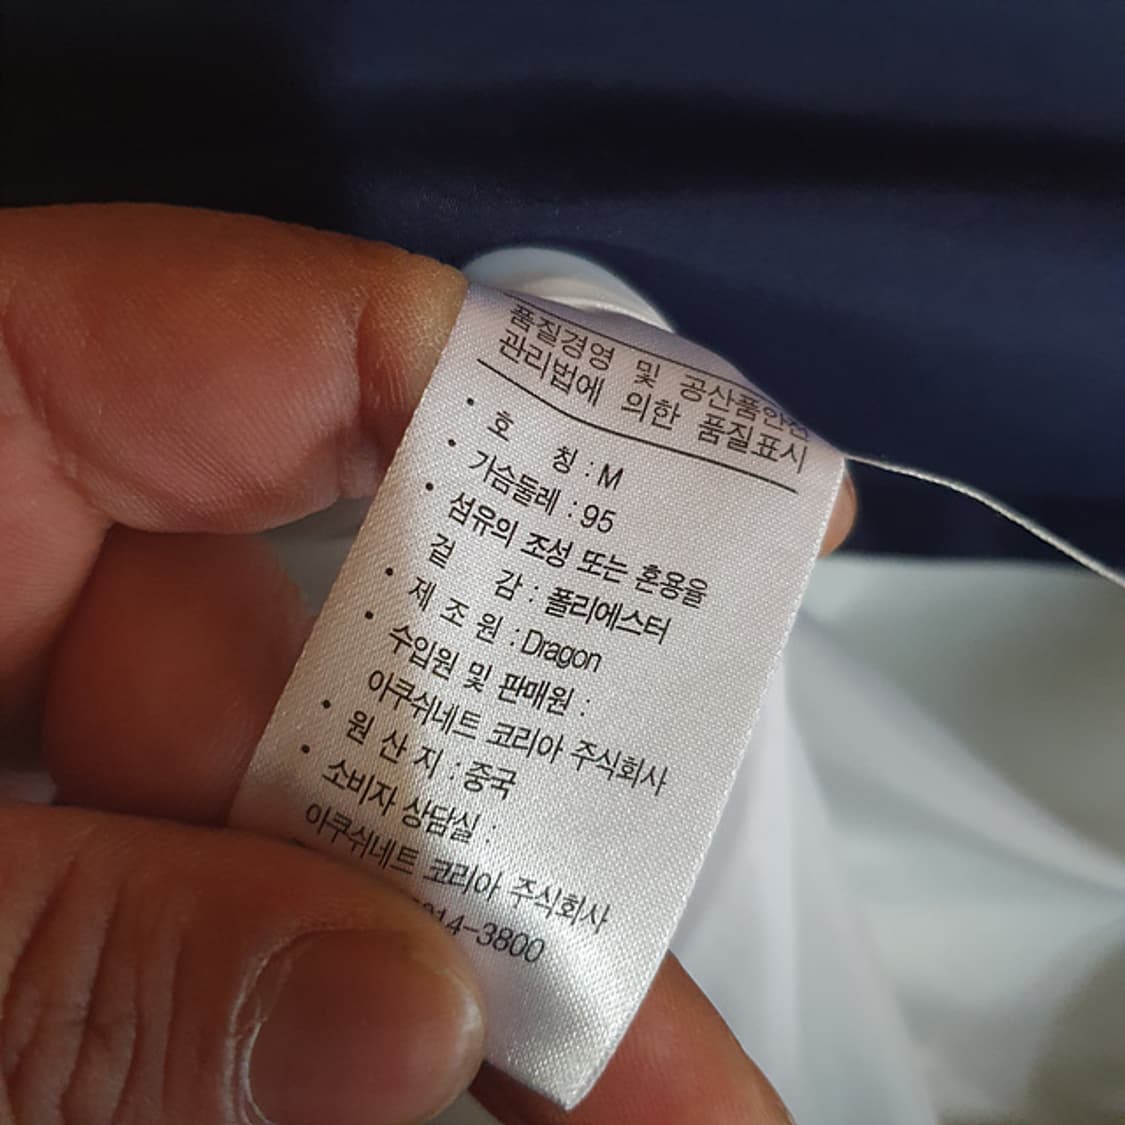 품질경영 및 공산품안전
관리법에 의한 품질표시
• 호 칭 : M
• 가슴둘레 : 95
• 섬유의 조성 또는 혼용율
겉 감 : 폴리에스터
• 제 조 원 : Dragon
• 수입원 및 판매원 :
아쿠쉬네트 코리아 주식회사
• 원 산 지 : 중국
• 소비자 상담실 :
아쿠쉬네트 코리아 주식회사
14-3800